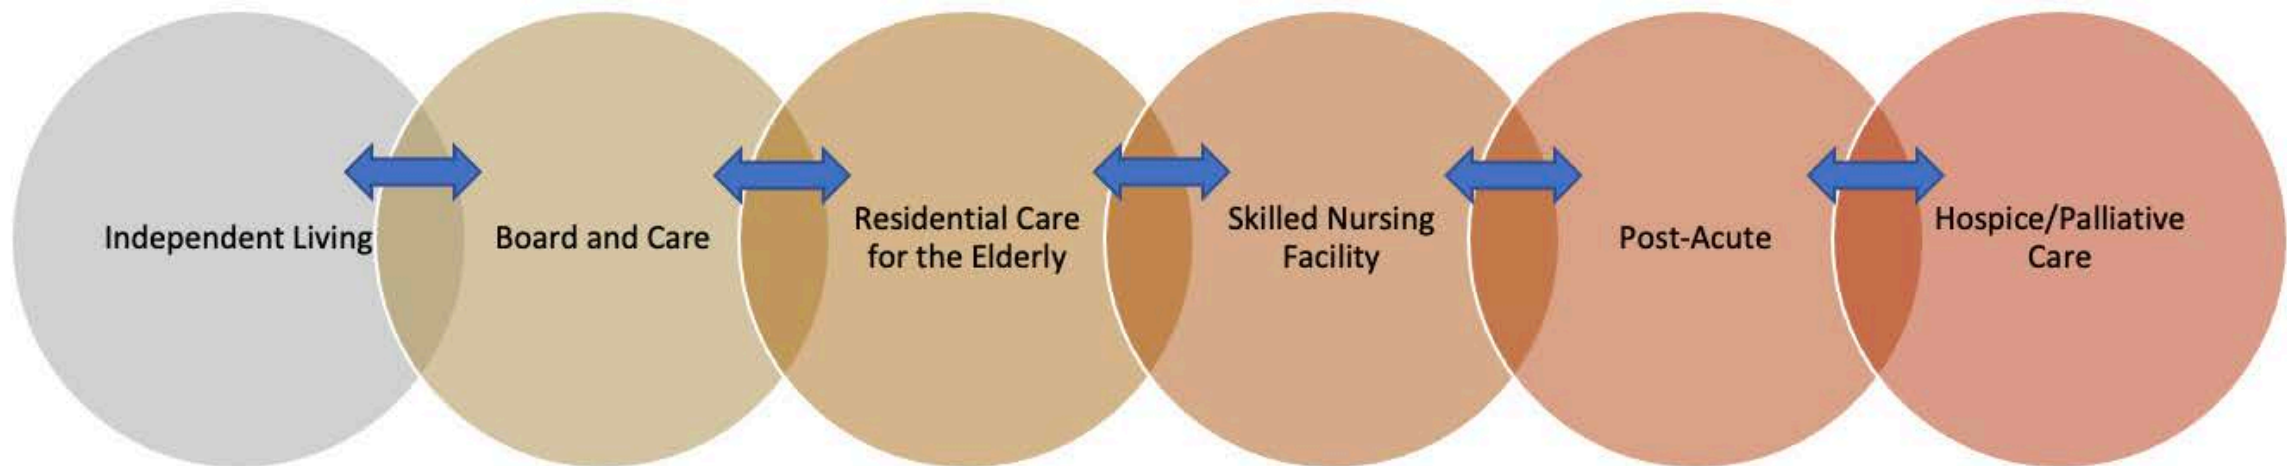 Independent Living
Board and Care
Residential Care
for the Elderly
Skilled Nursing
Facility
Post-Acute
Hospice/Palliative
Care